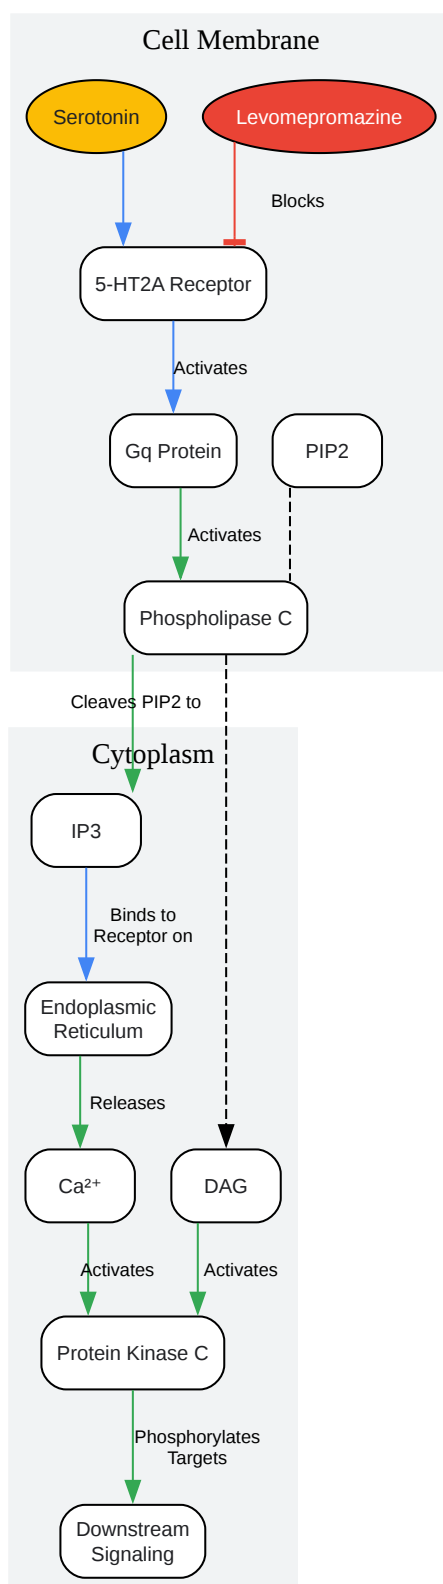 Cell Membrane
Serotonin
Levomepromazine
Blocks
5-HT2A Receptor
Activates
Gq Protein
PIP2
Activates
Phospholipase C
Cleaves PIP2 to
Cytoplasm
IP3
Binds to
Receptor on
Endoplasmic
Reticulum
Releases
Ca²⁺
DAG
Activates
Activates
Protein Kinase C
Phosphorylates
Targets
Downstream
Signaling